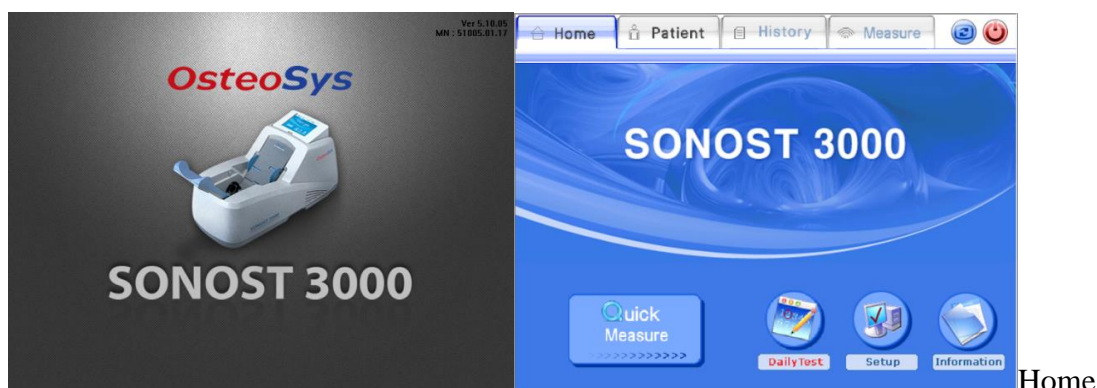 Ver 5.10.05
MN : 51005.01.17
OsteoSys
SONOST 3000
Home
Patient
History
Measure
SONOST 3000
Quick
Measure
>>>>>>>>>>>>
DailyTest
Setup
Information
Home